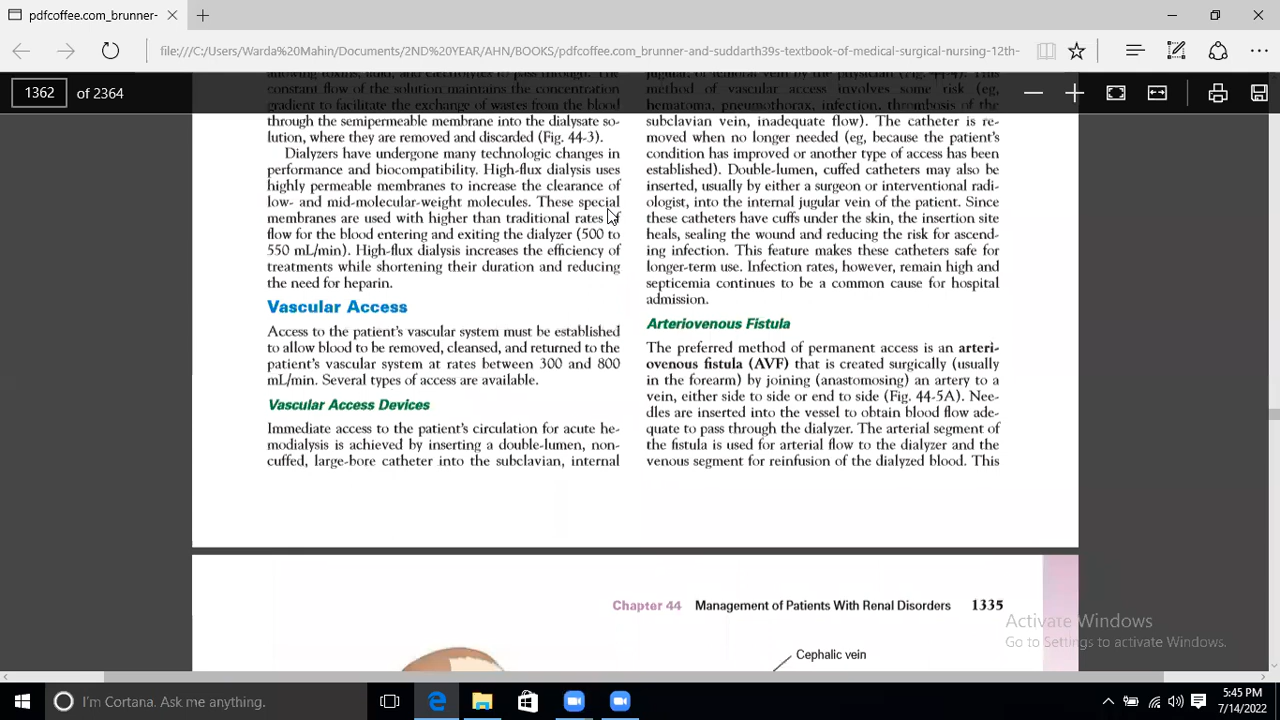 pdfcoffee.com_brunner-
file:///C:/Users/Warda%20Mahin/Documents/2ND%20YEAR/AHN/BOOKS/pdfcoffee.com_brunner-and-suddarth39s-textbook-of-medical-surgical-nursing-12th-
1362 of 2364
allowing toxins, fluid, and electrolytes to pass through. The
constant flow of the solution maintains the concentration
gradient to facilitate the exchange of wastes from the blood
through the semipermeable membrane into the dialysate so-
lution, where they are removed and discarded (Fig. 44-3).
Dialyzers have undergone many technologic changes in
performance and biocompatibility. High-flux dialysis uses
highly permeable membranes to increase the clearance of
low- and mid-molecular-weight molecules. These special
membranes are used with higher than traditional rates of
flow for the blood entering and exiting the dialyzer (500 to
550 mL/min). High-flux dialysis increases the efficiency of
treatments while shortening their duration and reducing
the need for heparin.
Vascular Access
Access to the patient's vascular system must be established
to allow blood to be removed, cleansed, and returned to the
patient's vascular system at rates between 300 and 800
mL/min. Several types of access are available.
Vascular Access Devices
Immediate access to the patient's circulation for acute he-
modialysis is achieved by inserting a double-lumen, non-
cuffed, large-bore catheter into the subclavian, internal
jugular, or femoral vein by the physician (Fig. 44-4). This
method of vascular access involves some risk (eg,
hematoma, pneumothorax, infection, thrombosis of the
subclavian vein, inadequate flow). The catheter is re-
moved when no longer needed (eg, because the patient's
condition has improved or another type of access has been
established). Double-lumen, cuffed catheters may also be
inserted, usually by either a surgeon or interventional radi-
ologist, into the internal jugular vein of the patient. Since
these catheters have cuffs under the skin, the insertion site
heals, sealing the wound and reducing the risk for ascend-
ing infection. This feature makes these catheters safe for
longer-term use. Infection rates, however, remain high and
septicemia continues to be a common cause for hospital
admission.
Arteriovenous Fistula
The preferred method of permanent access is an arteri-
ovenous fistula (AVF) that is created surgically (usually
in the forearm) by joining (anastomosing) an artery to a
vein, either side to side or end to side (Fig. 44-5A). Nee-
dles are inserted into the vessel to obtain blood flow ade-
quate to pass through the dialyzer. The arterial segment of
the fistula is used for arterial flow to the dialyzer and the
venous segment for reinfusion of the dialyzed blood. This
Chapter 44 Management of Patients With Renal Disorders 1335
Cephalic vein
Activate Windows
Go to Settings to activate Windows.
I'm Cortana. Ask me anything.
5:45 PM
7/14/2022